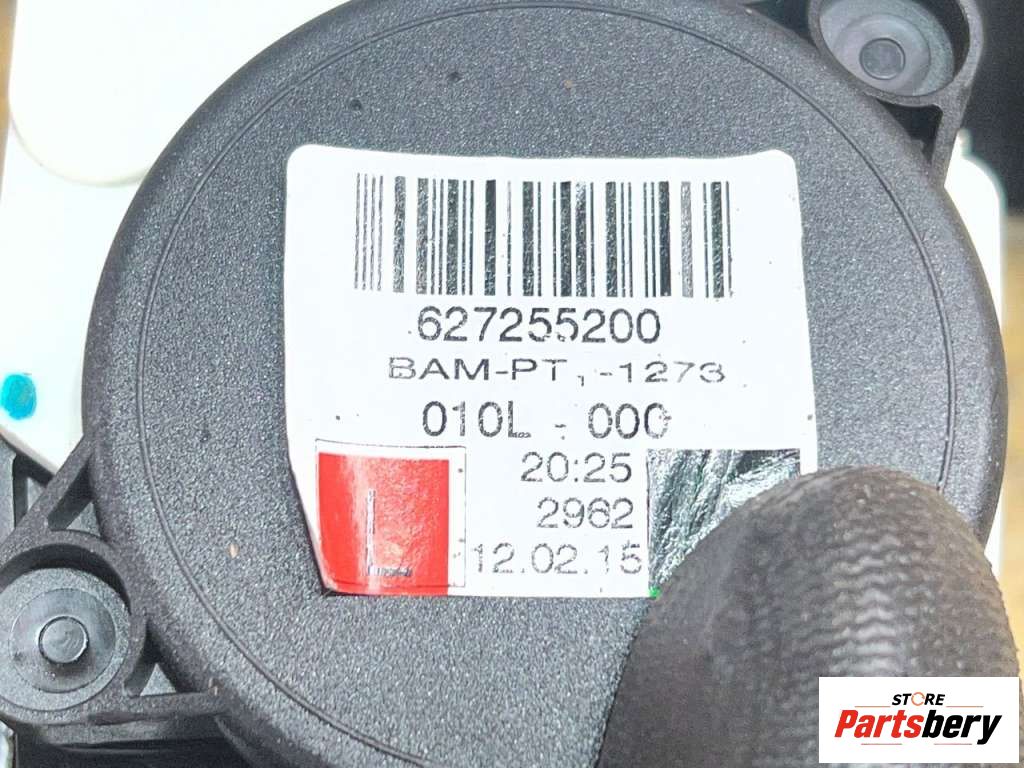 627255200
BAM-PT, -1273
010L - 000
20:25
2962
12.02.15
L
STORE
Partsbery